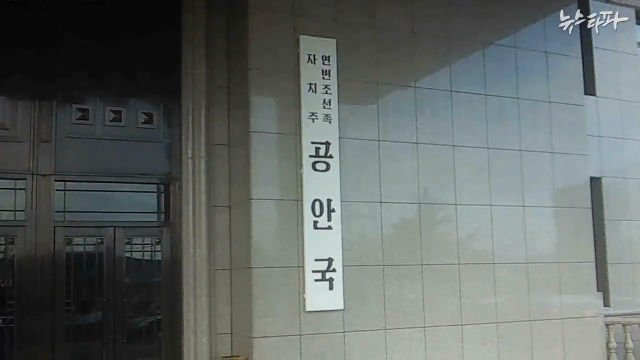 뉴스타파
연변조선족
자치주
공안국